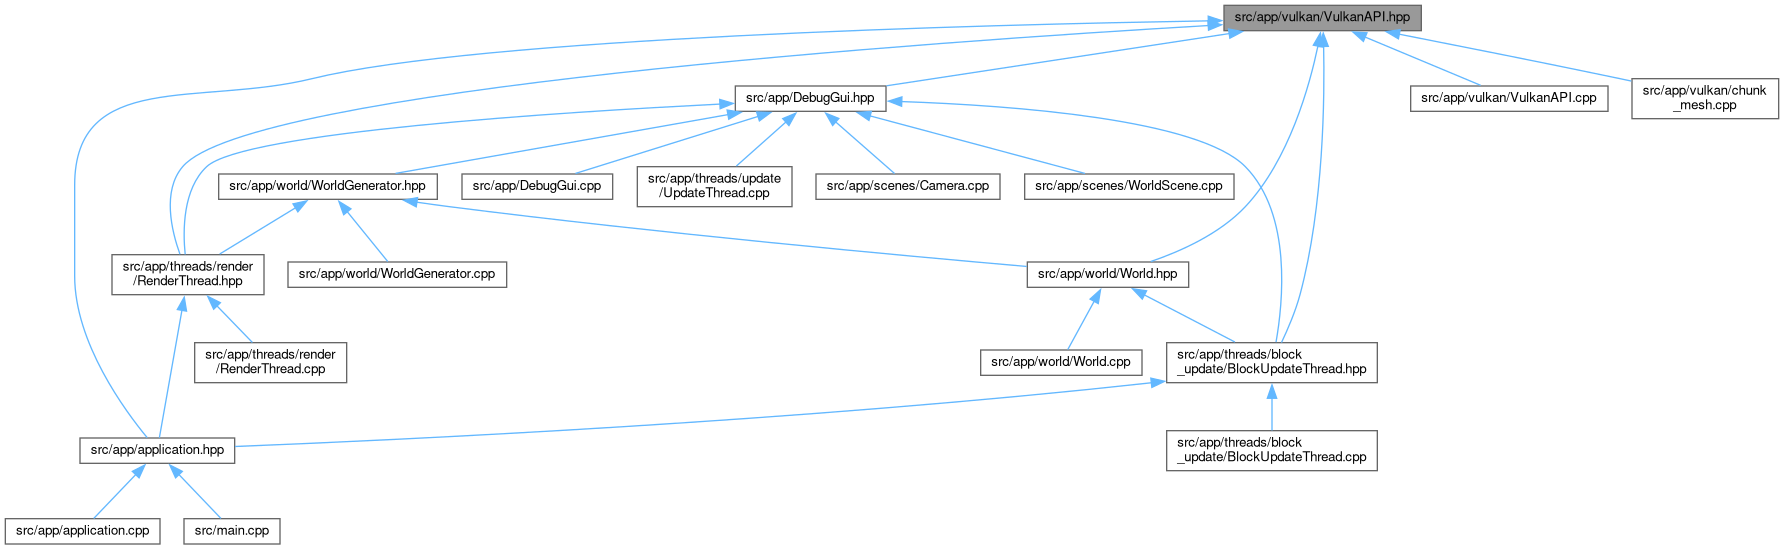 src/app/vulkan/VulkanAPI.hpp
src/app/DebugGui.hpp
src/app/vulkan/VulkanAPI.cpp
src/app/vulkan/chunk
_mesh.cpp
src/app/world/WorldGenerator.hpp
src/app/DebugGui.cpp
src/app/threads/update
/UpdateThread.cpp
src/app/scenes/Camera.cpp
src/app/scenes/WorldScene.cpp
src/app/threads/render
/RenderThread.hpp
src/app/world/WorldGenerator.cpp
src/app/world/World.hpp
src/app/threads/render
/RenderThread.cpp
src/app/world/World.cpp
src/app/threads/block
_update/BlockUpdateThread.hpp
src/app/application.hpp
src/app/threads/block
_update/BlockUpdateThread.cpp
src/app/application.cpp
src/main.cpp